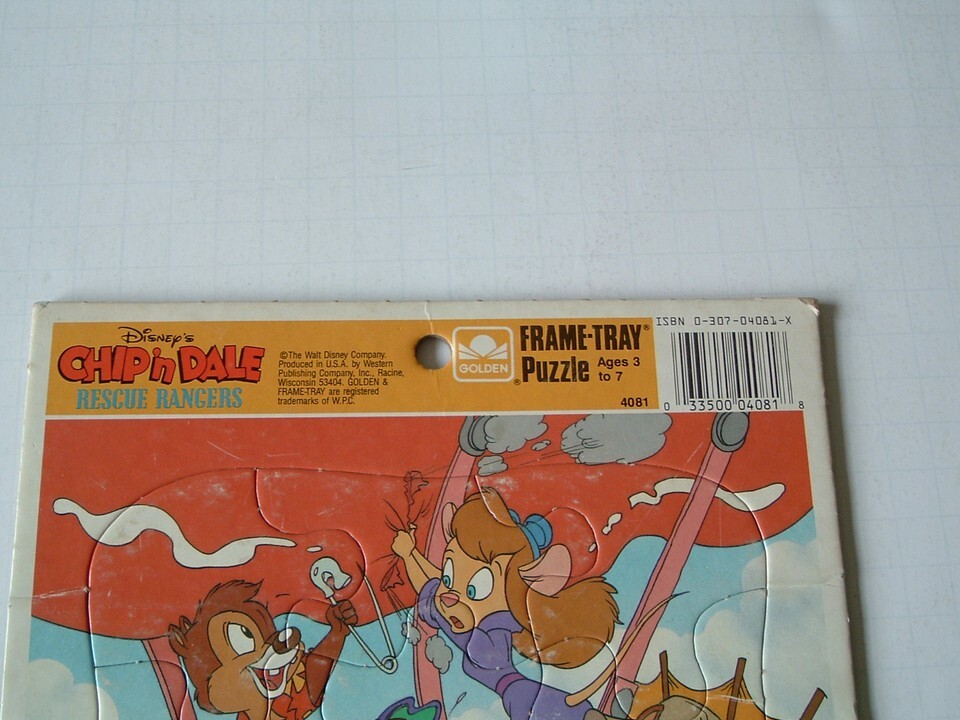 Disney's
CHIP 'n DALE
RESCUE RANGERS
©The Walt Disney Company.
Produced in U.S.A. by Western
Publishing Company, Inc., Racine,
Wisconsin 53404. GOLDEN &
FRAME-TRAY are registered
trademarks of W.P.C.
GOLDEN®
FRAME-TRAY®
Puzzle Ages 3
to 7
4081
ISBN 0-307-04081-X
0 33500 04081 8